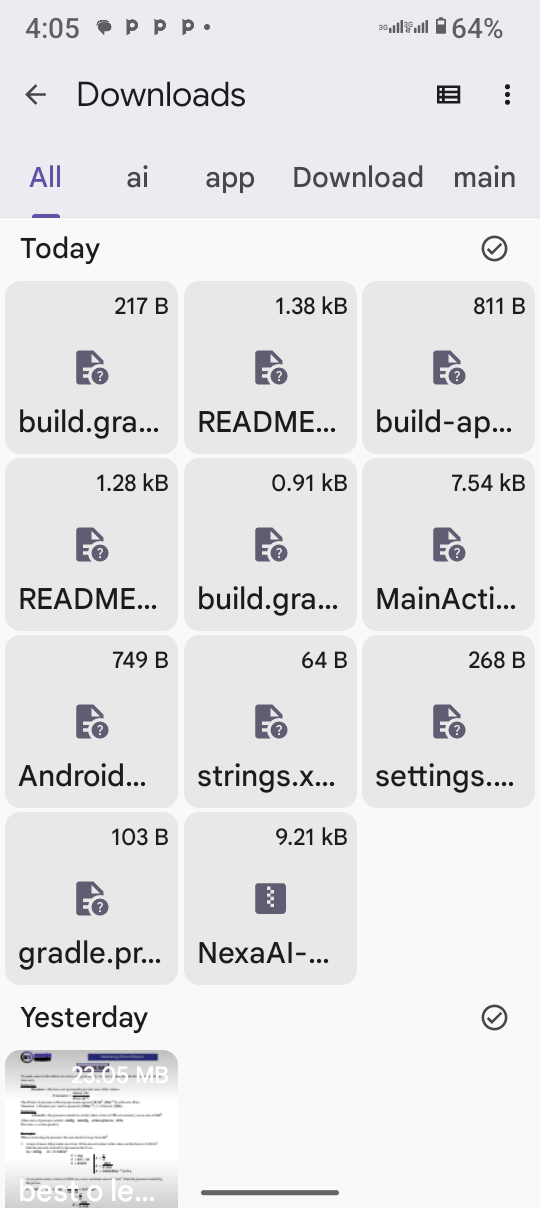 4:05 64%
Downloads
All ai app Download main
Today
217 B 1.38 kB 811 B
build.gra... README... build-ap...
1.28 kB 0.91 kB 7.54 kB
README... build.gra... MainActi...
749 B 64 B 268 B
Android... strings.x... settings....
103 B 9.21 kB
gradle.pr... NexaAI-...
Yesterday
23.05 MB
best o le...